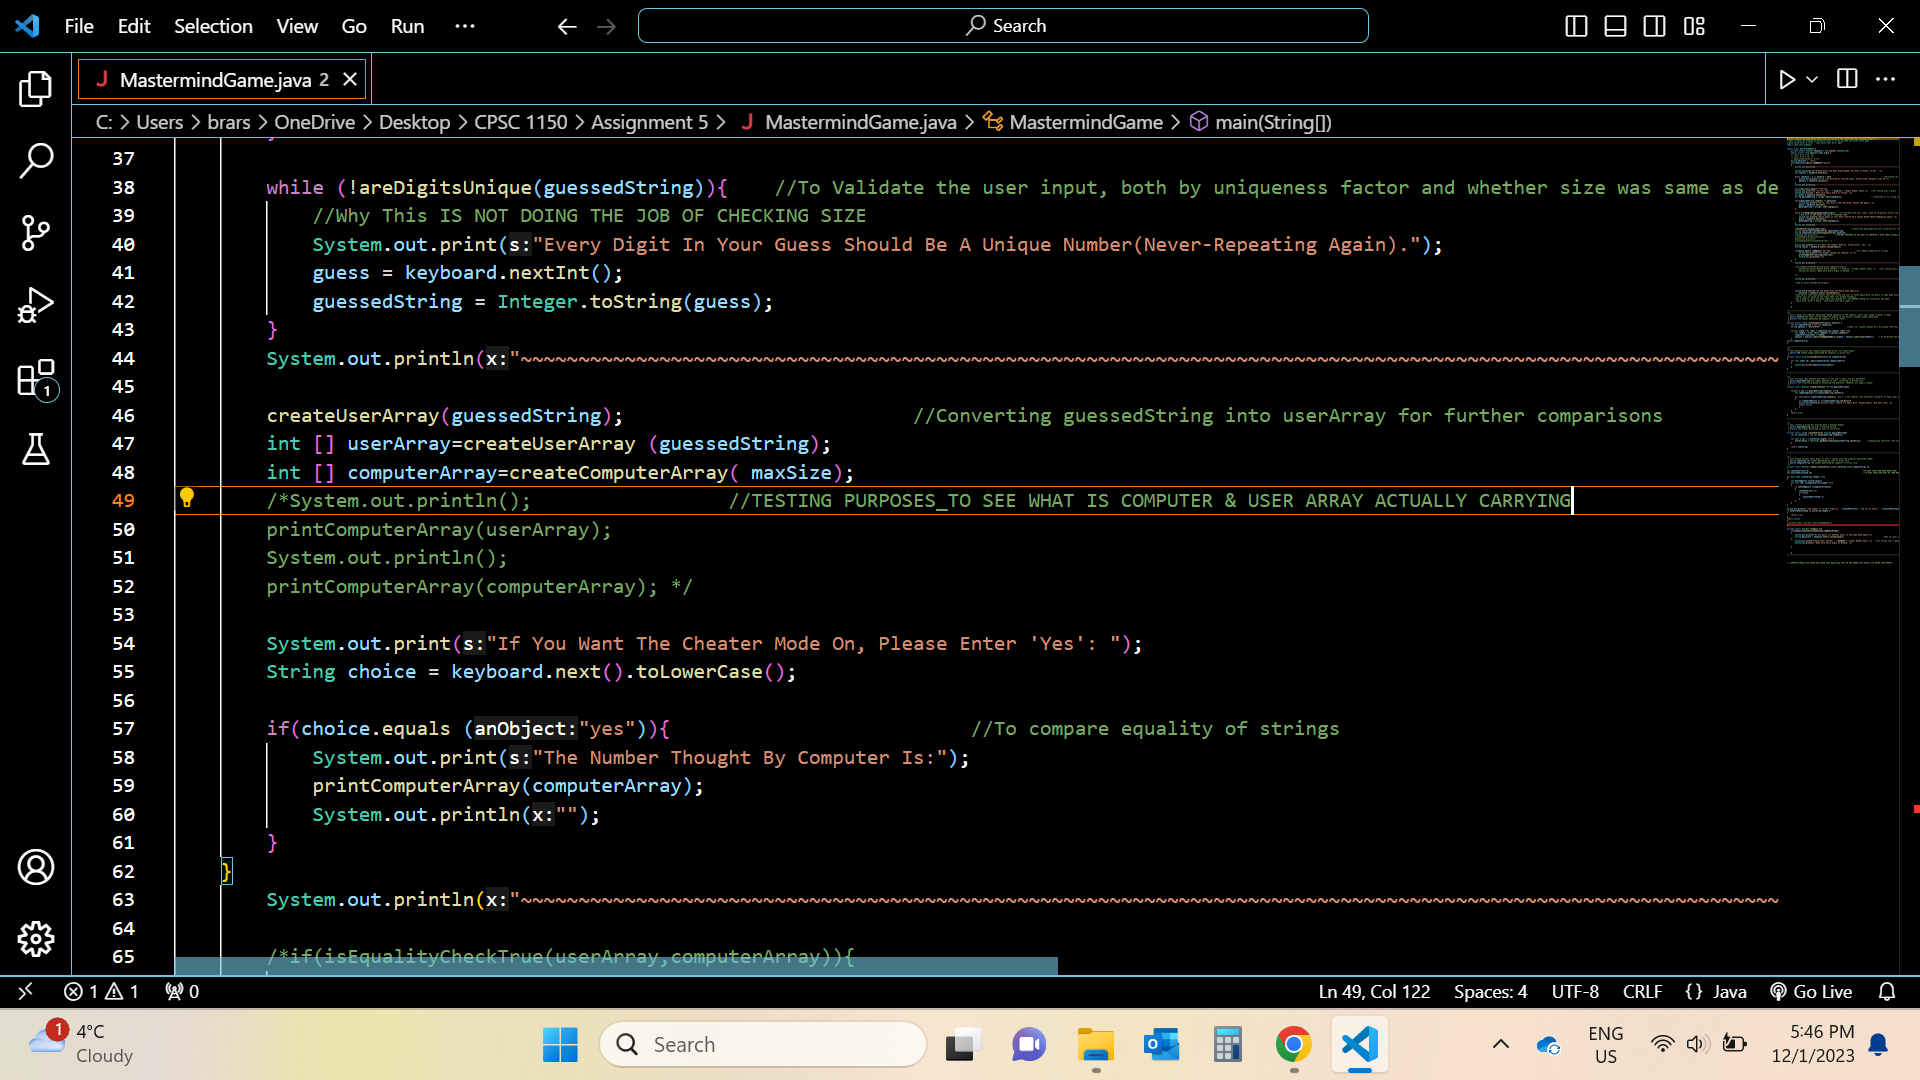 File Edit Selection View Go Run ··· Search
MastermindGame.java 2
C: > Users > brars > OneDrive > Desktop > CPSC 1150 > Assignment 5 > MastermindGame.java > MastermindGame > main(String[])
37
38 while (!areDigitsUnique(guessedString)){ //To Validate the user input, both by uniqueness factor and whether size was same as de
39 //Why This IS NOT DOING THE JOB OF CHECKING SIZE
40 System.out.print(s:"Every Digit In Your Guess Should Be A Unique Number(Never-Repeating Again).");
41 guess = keyboard.nextInt();
42 guessedString = Integer.toString(guess);
43 }
44 System.out.println(x:"~~~~~~~~~~~~~~~~~~~~~~~~~~~~~~~~~~~~~~~~~~~~~~~~~~~~~~~~~~~~~~~~~~~~~~~~~~~~~~~~~~~~~~~~~~~~~~~~~~~~~~~~~~~~~
45
46 createUserArray(guessedString); //Converting guessedString into userArray for further comparisons
47 int [] userArray=createUserArray (guessedString);
48 int [] computerArray=createComputerArray( maxSize);
49 /*System.out.println(); //TESTING PURPOSES_TO SEE WHAT IS COMPUTER & USER ARRAY ACTUALLY CARRYING
50 printComputerArray(userArray);
51 System.out.println();
52 printComputerArray(computerArray); */
53
54 System.out.print(s:"If You Want The Cheater Mode On, Please Enter 'Yes': ");
55 String choice = keyboard.next().toLowerCase();
56
57 if(choice.equals (anObject:"yes")){ //To compare equality of strings
58 System.out.print(s:"The Number Thought By Computer Is:");
59 printComputerArray(computerArray);
60 System.out.println(x:"");
61 }
62 }
63 System.out.println(x:"~~~~~~~~~~~~~~~~~~~~~~~~~~~~~~~~~~~~~~~~~~~~~~~~~~~~~~~~~~~~~~~~~~~~~~~~~~~~~~~~~~~~~~~~~~~~~~~~~~~~~~~~~~~~~
64
65 /*if(isEqualityCheckTrue(userArray,computerArray)){
1
1 1 0 Ln 49, Col 122 Spaces: 4 UTF-8 CRLF {} Java Go Live
1 4°C
Cloudy
Search
ENG
US
5:46 PM
12/1/2023